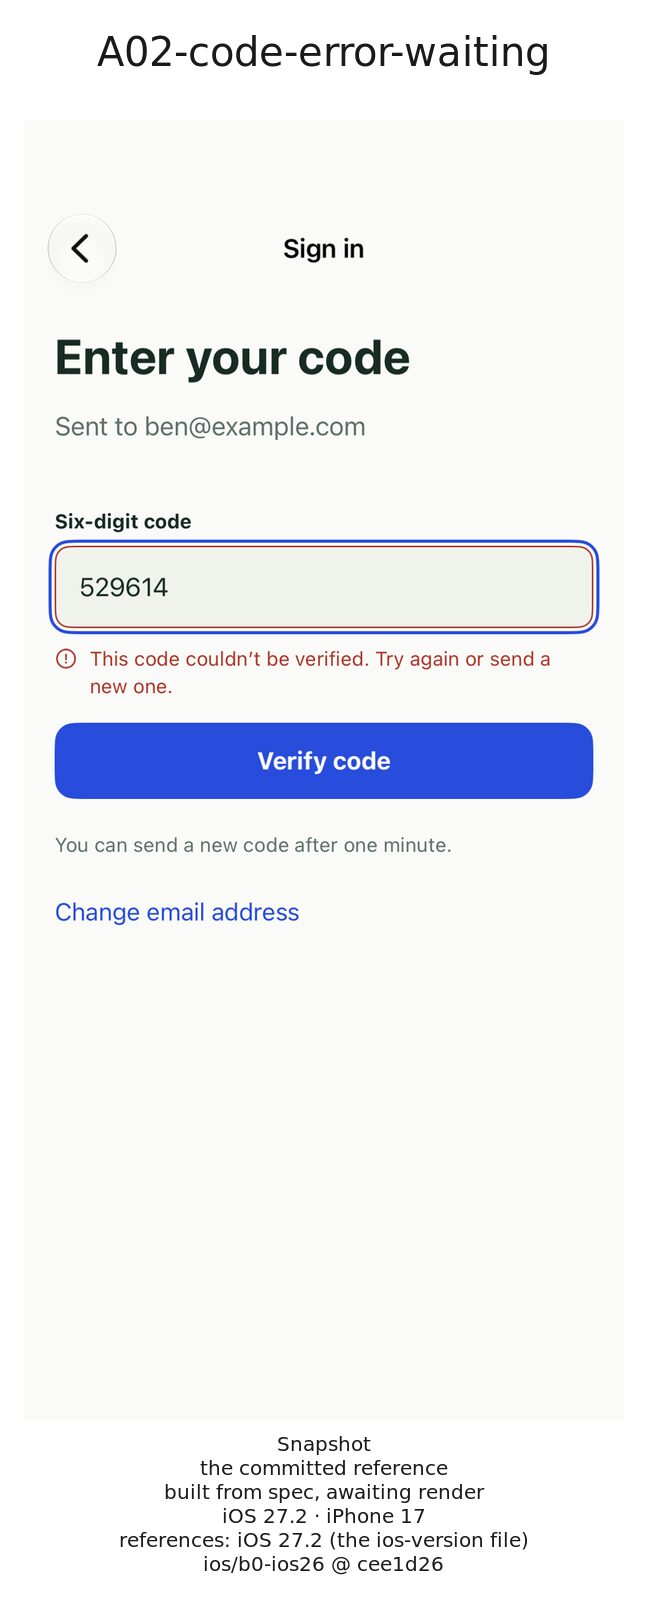 A02-code-error-waiting
Sign in
Enter your code
Sent to ben@example.com
Six-digit code
529614
This code couldn’t be verified. Try again or send a
new one.
Verify code
You can send a new code after one minute.
Change email address
Snapshot
the committed reference
built from spec, awaiting render
iOS 27.2 · iPhone 17
references: iOS 27.2 (the ios-version file)
ios/b0-ios26 @ cee1d26